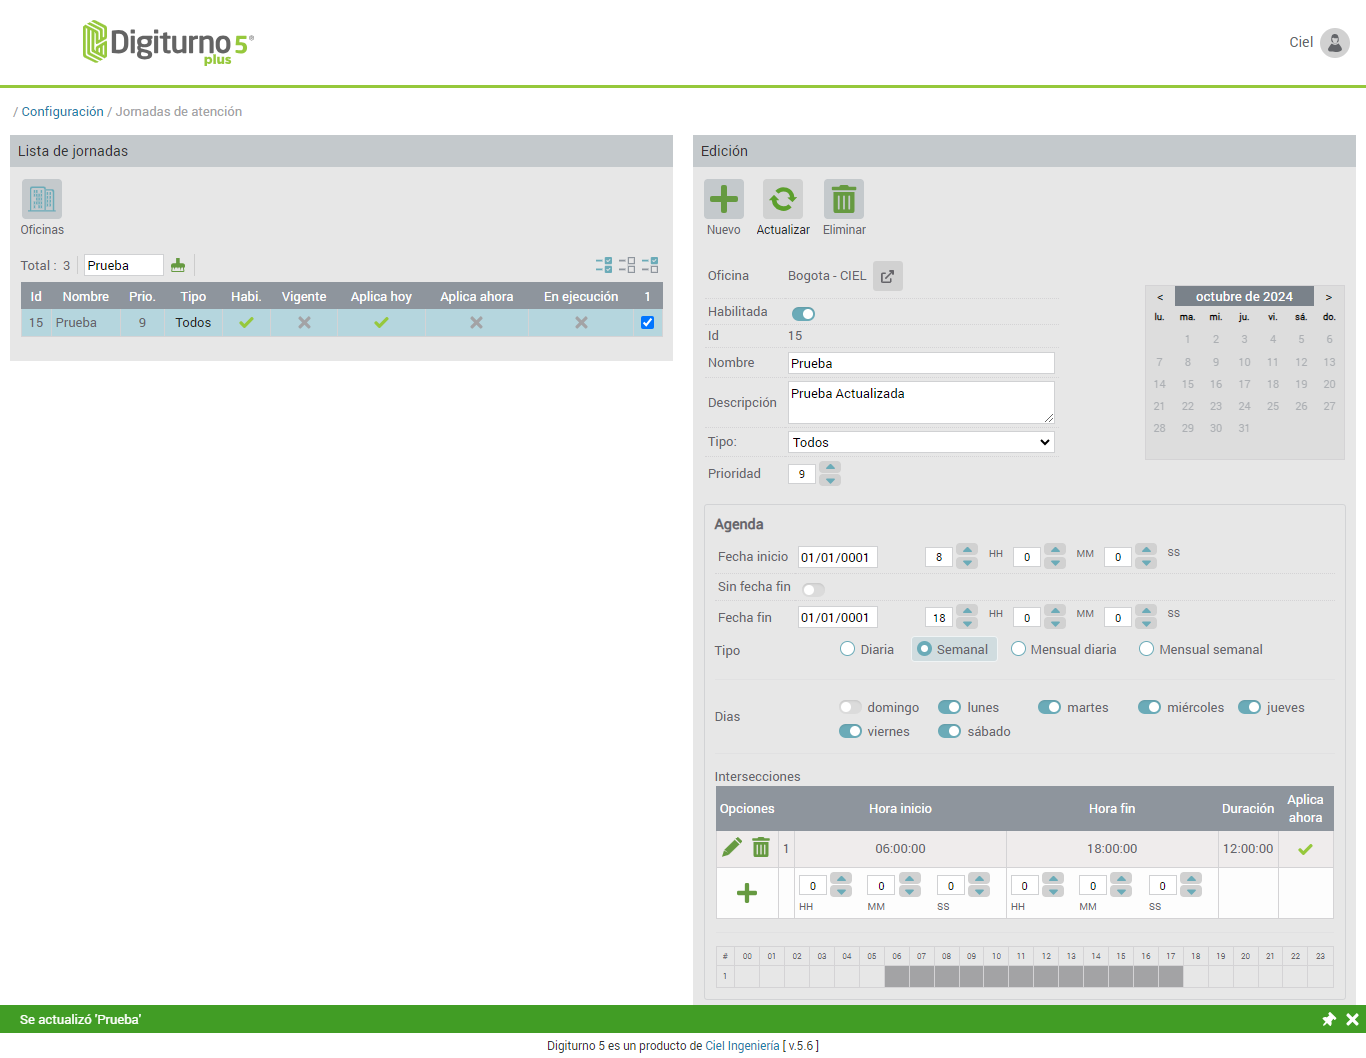 Digiturno 5®
plus
Ciel
/ Configuración / Jornadas de atención
Lista de jornadas
Oficinas
Total : 3 Prueba
Id Nombre Prio. Tipo Habi. Vigente Aplica hoy Aplica ahora En ejecución 1
15 Prueba 9 Todos
Edición
Nuevo Actualizar Eliminar
Oficina Bogota - CIEL
Habilitada
Id 15
Nombre Prueba
Descripción Prueba Actualizada
Tipo: Todos
Prioridad 9
< octubre de 2024 >
lu. ma. mi. ju. vi. sá. do.
1 2 3 4 5 6
7 8 9 10 11 12 13
14 15 16 17 18 19 20
21 22 23 24 25 26 27
28 29 30 31
Agenda
Fecha inicio 01/01/0001 8 HH 0 MM 0 SS
Sin fecha fin
Fecha fin 01/01/0001 18 HH 0 MM 0 SS
Tipo Diaria Semanal Mensual diaria Mensual semanal
Dias domingo lunes martes miércoles jueves
viernes sábado
Intersecciones
Opciones Hora inicio Hora fin Duración Aplica ahora
1 06:00:00 18:00:00 12:00:00
0 0 0 0 0 0
HH MM SS HH MM SS
# 00 01 02 03 04 05 06 07 08 09 10 11 12 13 14 15 16 17 18 19 20 21 22 23
1
Se actualizó 'Prueba'
Digiturno 5 es un producto de Ciel Ingeniería [ v.5.6 ]